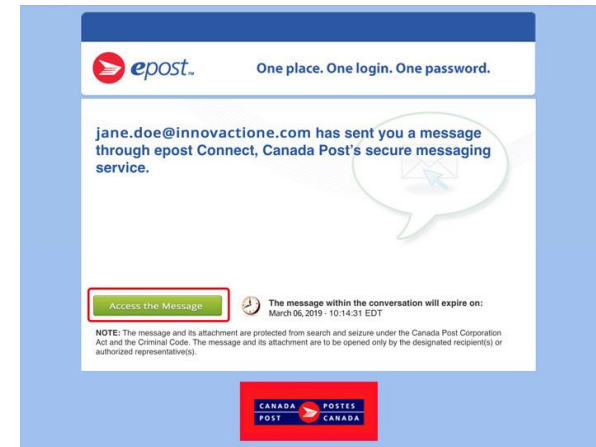 epost™
One place. One login. One password.
jane.doe@innovactione.com has sent you a message
through epost Connect, Canada Post's secure messaging
service.
Access the Message
The message within the conversation will expire on:
March 06, 2019 - 10:14:31 EDT
NOTE: The message and its attachment are protected from search and seizure under the Canada Post Corporation
Act and the Criminal Code. The message and its attachment are to be opened only by the designated recipient(s) or
authorized representative(s).
CANADA POSTES
POST CANADA